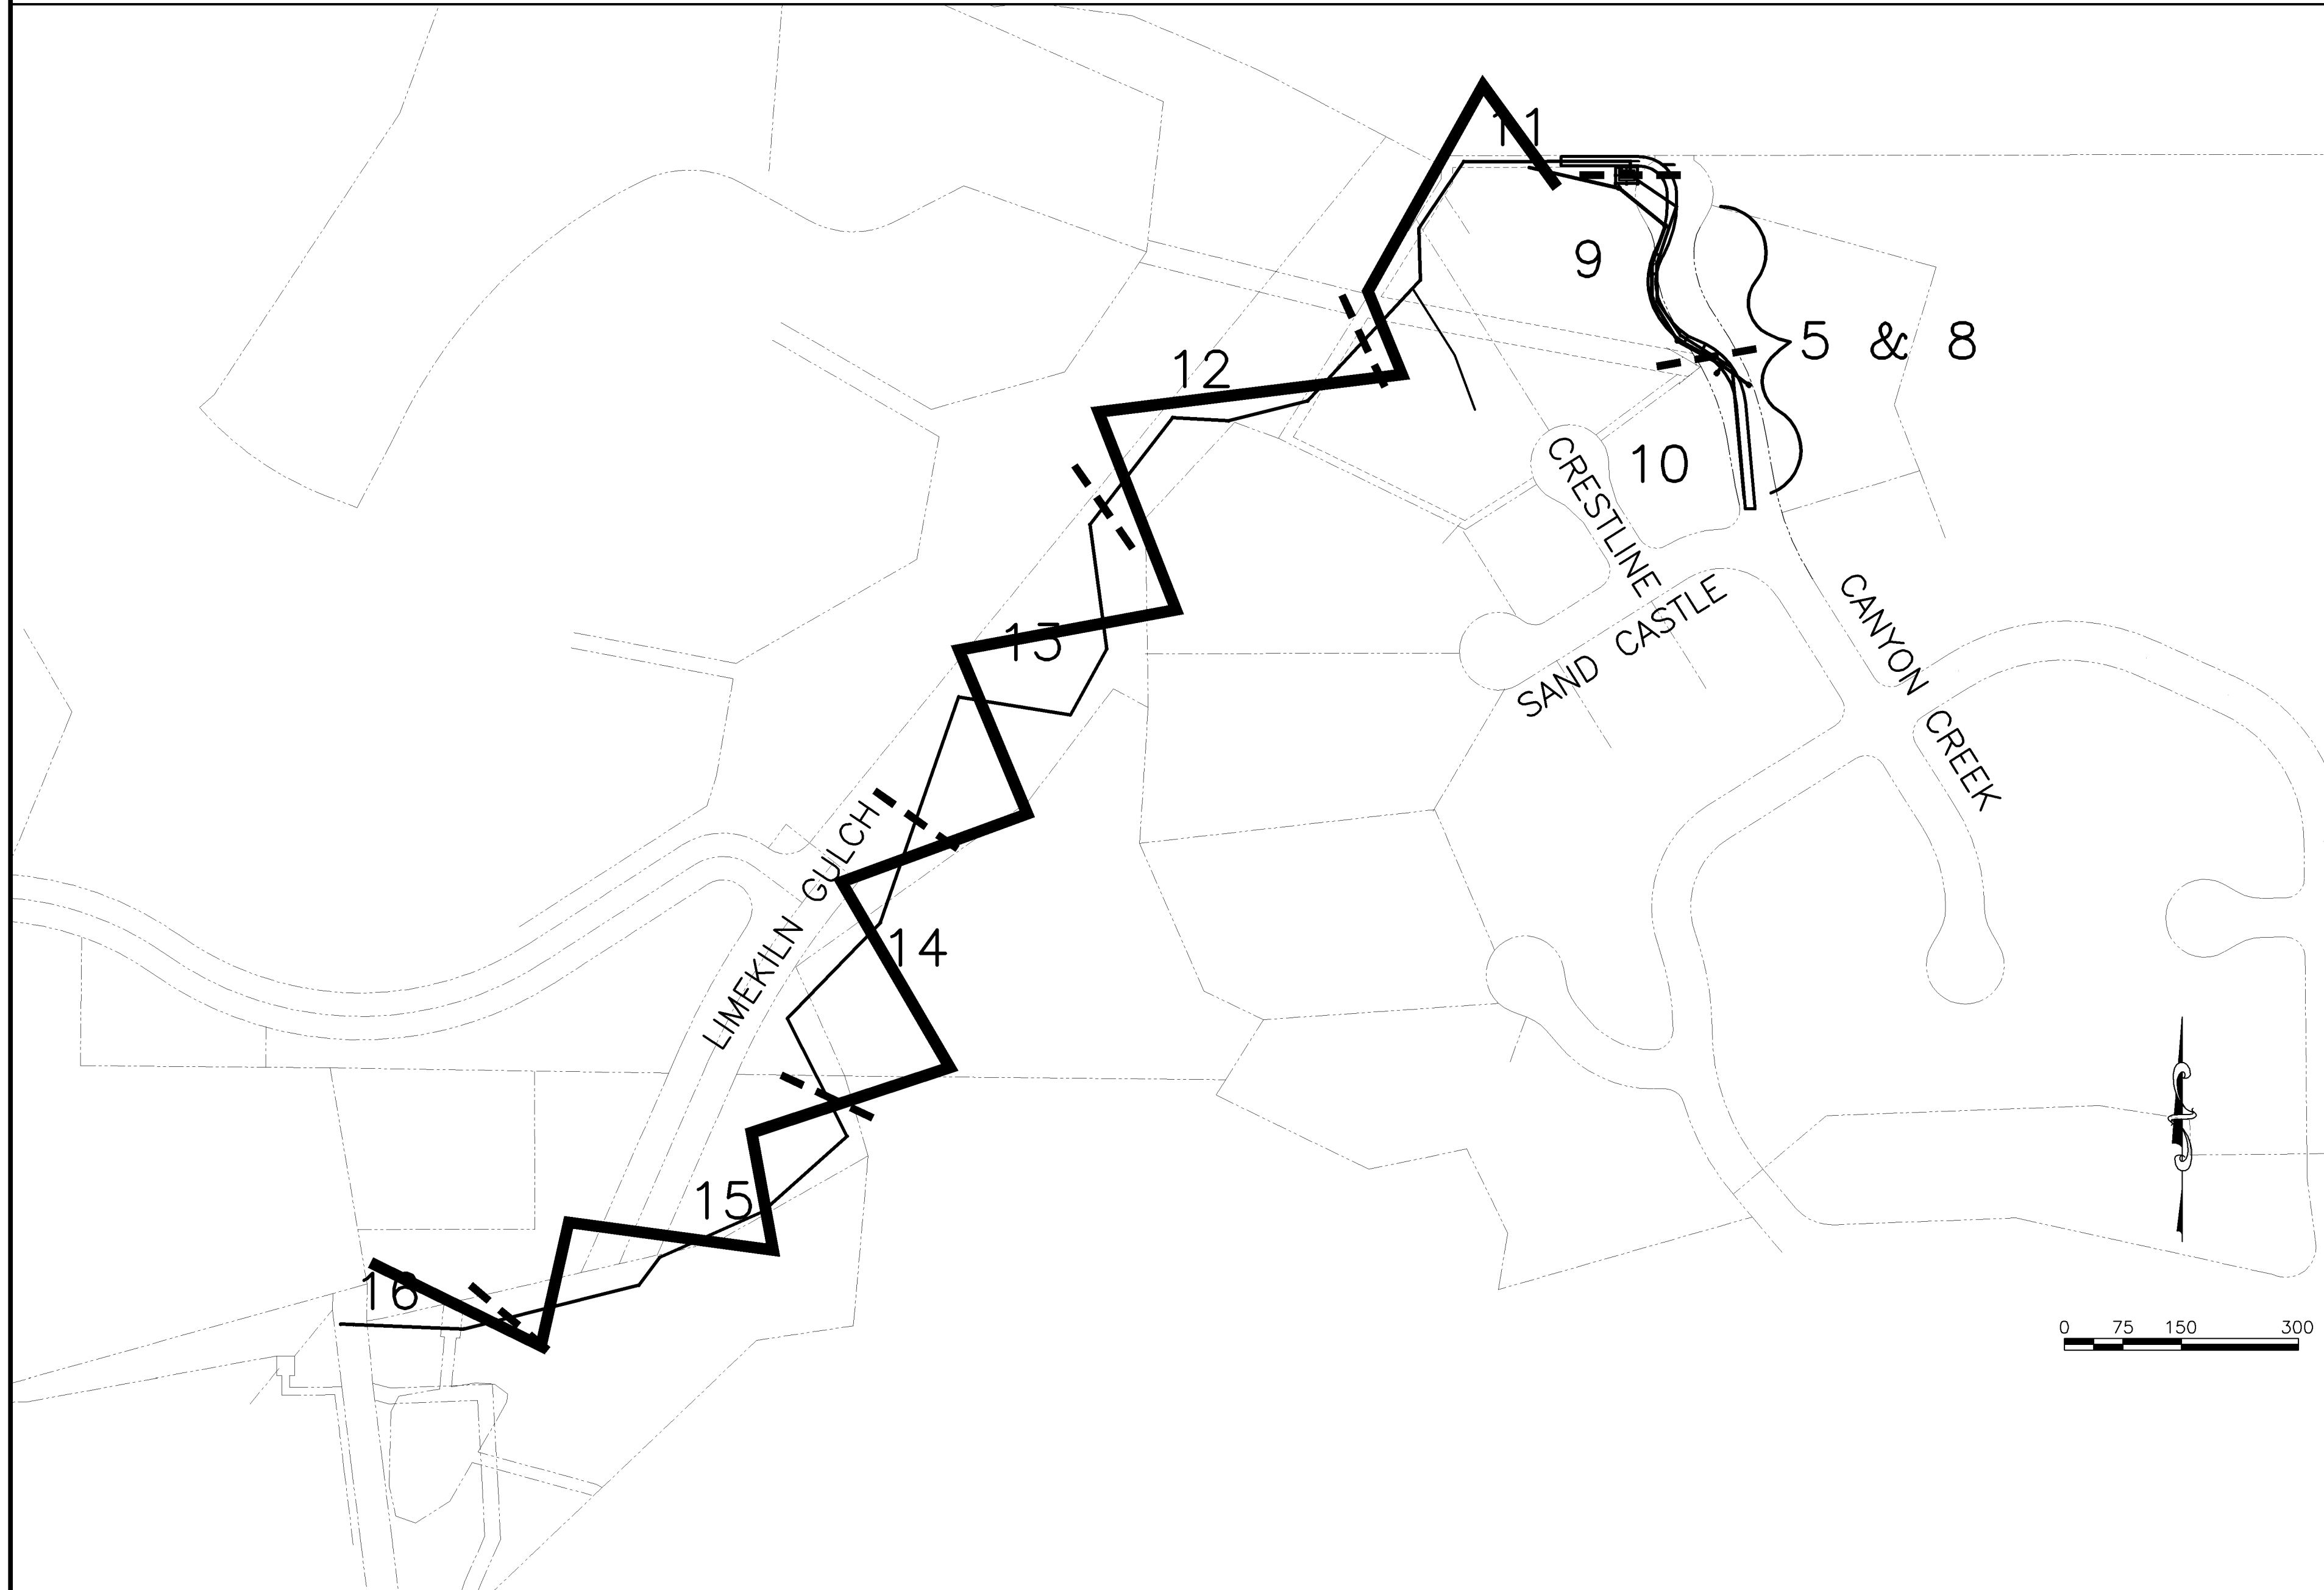 11
9
5 & 8
12
10
CRESTLINE
SAND CASTLE
CANYON CREEK
13
LIMEKILN GULCH
14
15
16
0 75 150 300